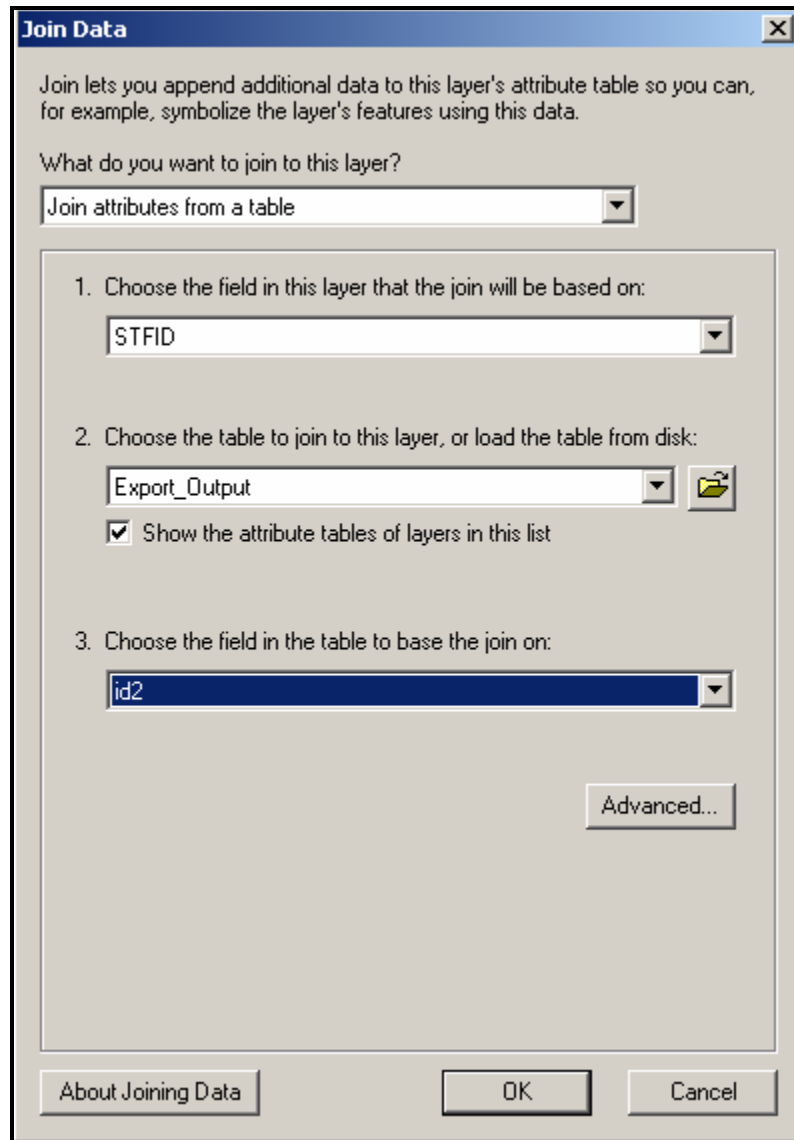 Join Data
Join lets you append additional data to this layer's attribute table so you can,
for example, symbolize the layer's features using this data.
What do you want to join to this layer?
Join attributes from a table
1. Choose the field in this layer that the join will be based on:
STFID
2. Choose the table to join to this layer, or load the table from disk:
Export_Output
Show the attribute tables of layers in this list
3. Choose the field in the table to base the join on:
id2
Advanced...
About Joining Data
OK
Cancel